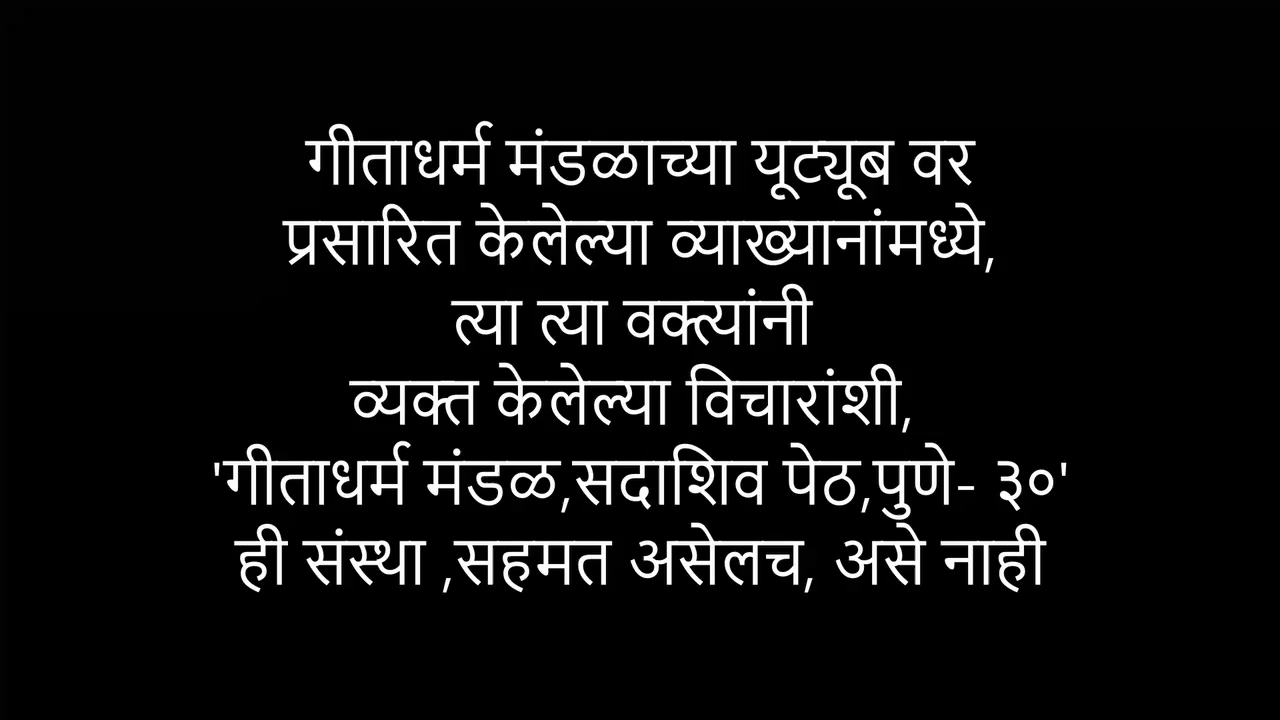 गीताधर्म मंडळाच्या यूट्यूब वर
प्रसारित केलेल्या व्याख्यानांमध्ये,
त्या त्या वक्त्यांनी
व्यक्त केलेल्या विचारांशी,
'गीताधर्म मंडळ,सदाशिव पेठ,पुणे- ३०'
ही संस्था ,सहमत असेलच, असे नाही